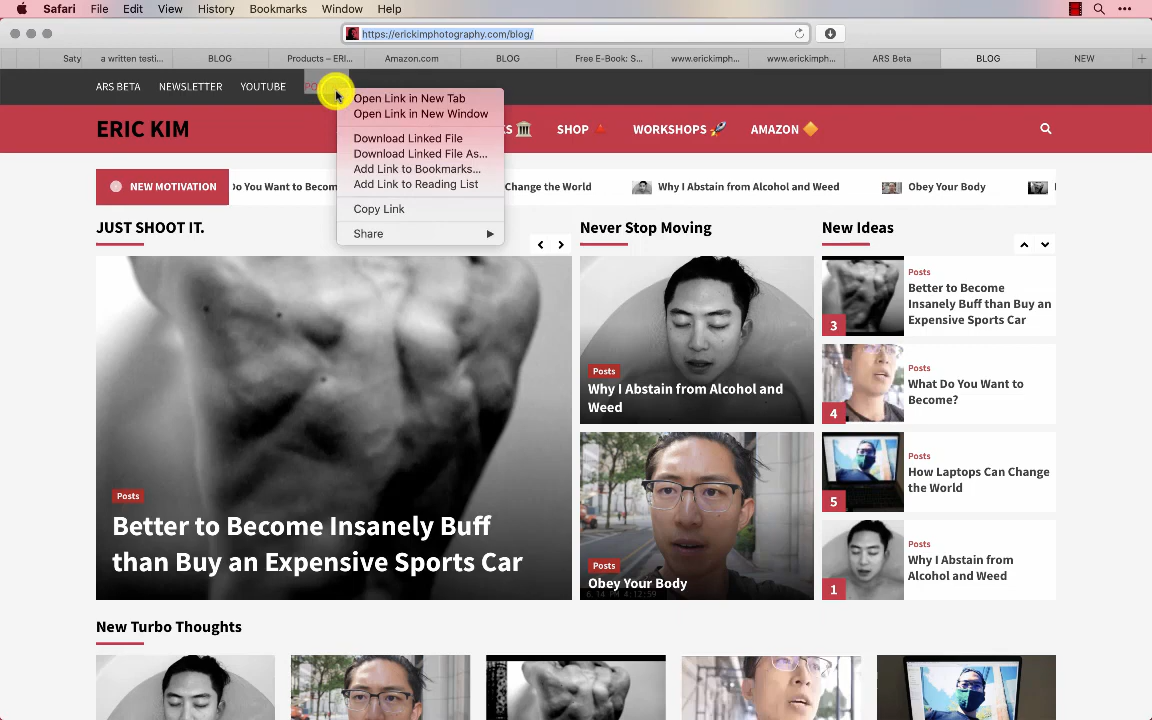 Safari File Edit View History Bookmarks Window Help
https://erickimphotography.com/blog/
Saty a written testi... BLOG Products – ERI... Amazon.com BLOG Free E-Book: S... www.erickimph... www.erickimph... ARS Beta BLOG NEW
ARS BETA NEWSLETTER YOUTUBE
Open Link in New Tab
Open Link in New Window
Download Linked File
Download Linked File As...
Add Link to Bookmarks...
Add Link to Reading List
Copy Link
Share
ERIC KIM
SHOP WORKSHOPS AMAZON
NEW MOTIVATION
Do You Want to Becom
Change the World
Why I Abstain from Alcohol and Weed
Obey Your Body
JUST SHOOT IT.
Posts
Better to Become Insanely Buff
than Buy an Expensive Sports Car
Never Stop Moving
Posts
Why I Abstain from Alcohol and
Weed
Posts
Obey Your Body
New Ideas
3
Posts
Better to Become
Insanely Buff than Buy an
Expensive Sports Car
4
Posts
What Do You Want to
Become?
5
Posts
How Laptops Can Change
the World
1
Posts
Why I Abstain from
Alcohol and Weed
New Turbo Thoughts